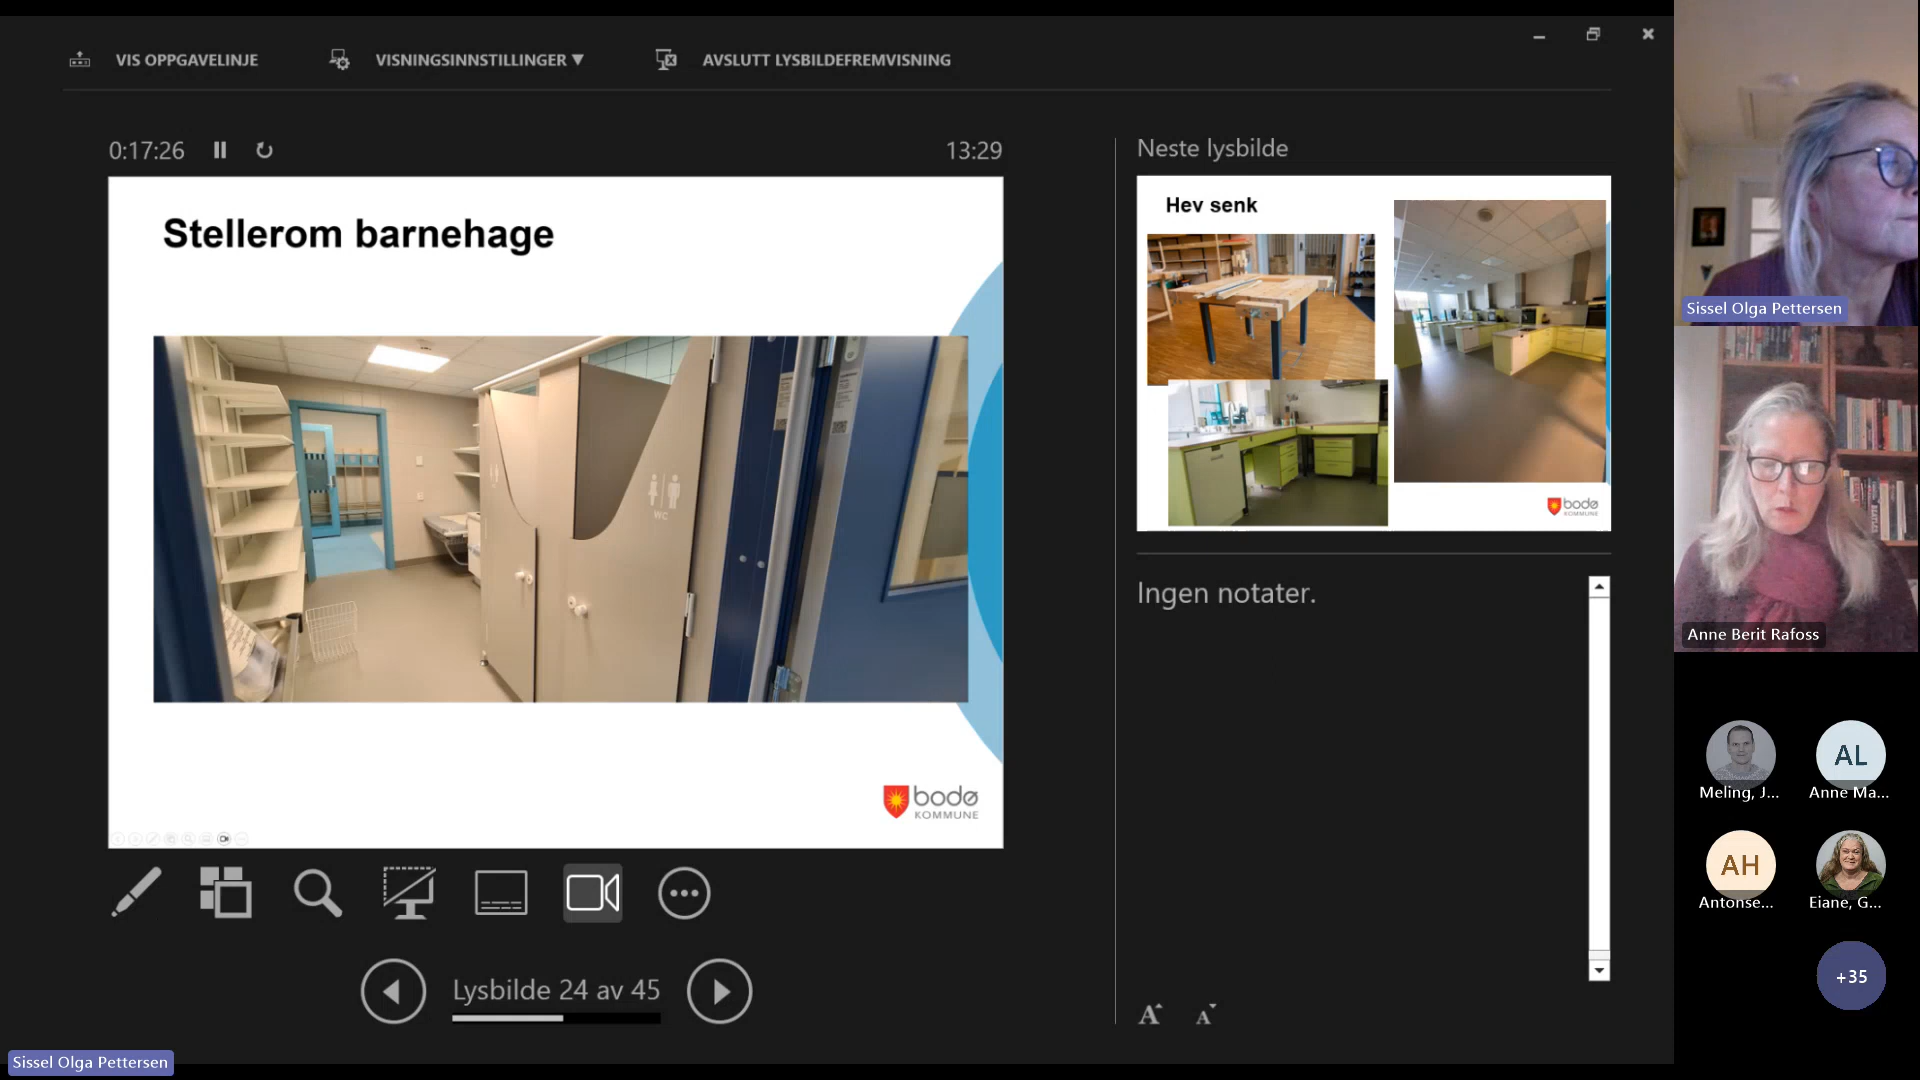 VIS OPPGAVELINJE
VISNINGSINNSTILLINGER ▼
AVSLUTT LYSBILDEFREMVISNING
0:17:26
13:29
Stellerom barnehage
WC
bodø
KOMMUNE
Lysbilde 24 av 45
Neste lysbilde
Hev senk
bodø
KOMMUNE
Ingen notater.
A A
Sissel Olga Pettersen
Anne Berit Rafoss
Meling, J...
AL
Anne Ma...
AH
Antonse...
Eiane, G...
+35
Sissel Olga Pettersen